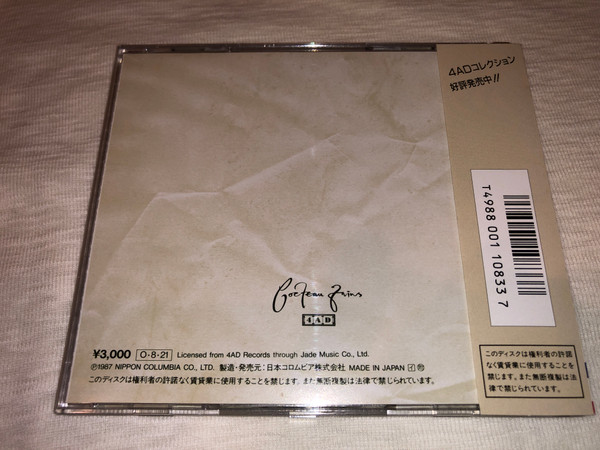 4ADコレクション
好評発売中!!
T4988 001 10833 7
Cocteau Twins
4AD
¥3,000 O・8・21 Licensed from 4AD Records through Jade Music Co., Ltd.
Ⓟ1987 NIPPON COLUMBIA CO., LTD. 製造・発売元：日本コロムビア株式会社 MADE IN JAPAN
このディスクは権利者の許諾なく賃貸業に使用することを禁じます。また無断複製は法律で禁じられています。
このディスクは権利者の許諾
なく賃貸業に使用することを
禁じます。また無断複製は法
律で禁じられています。